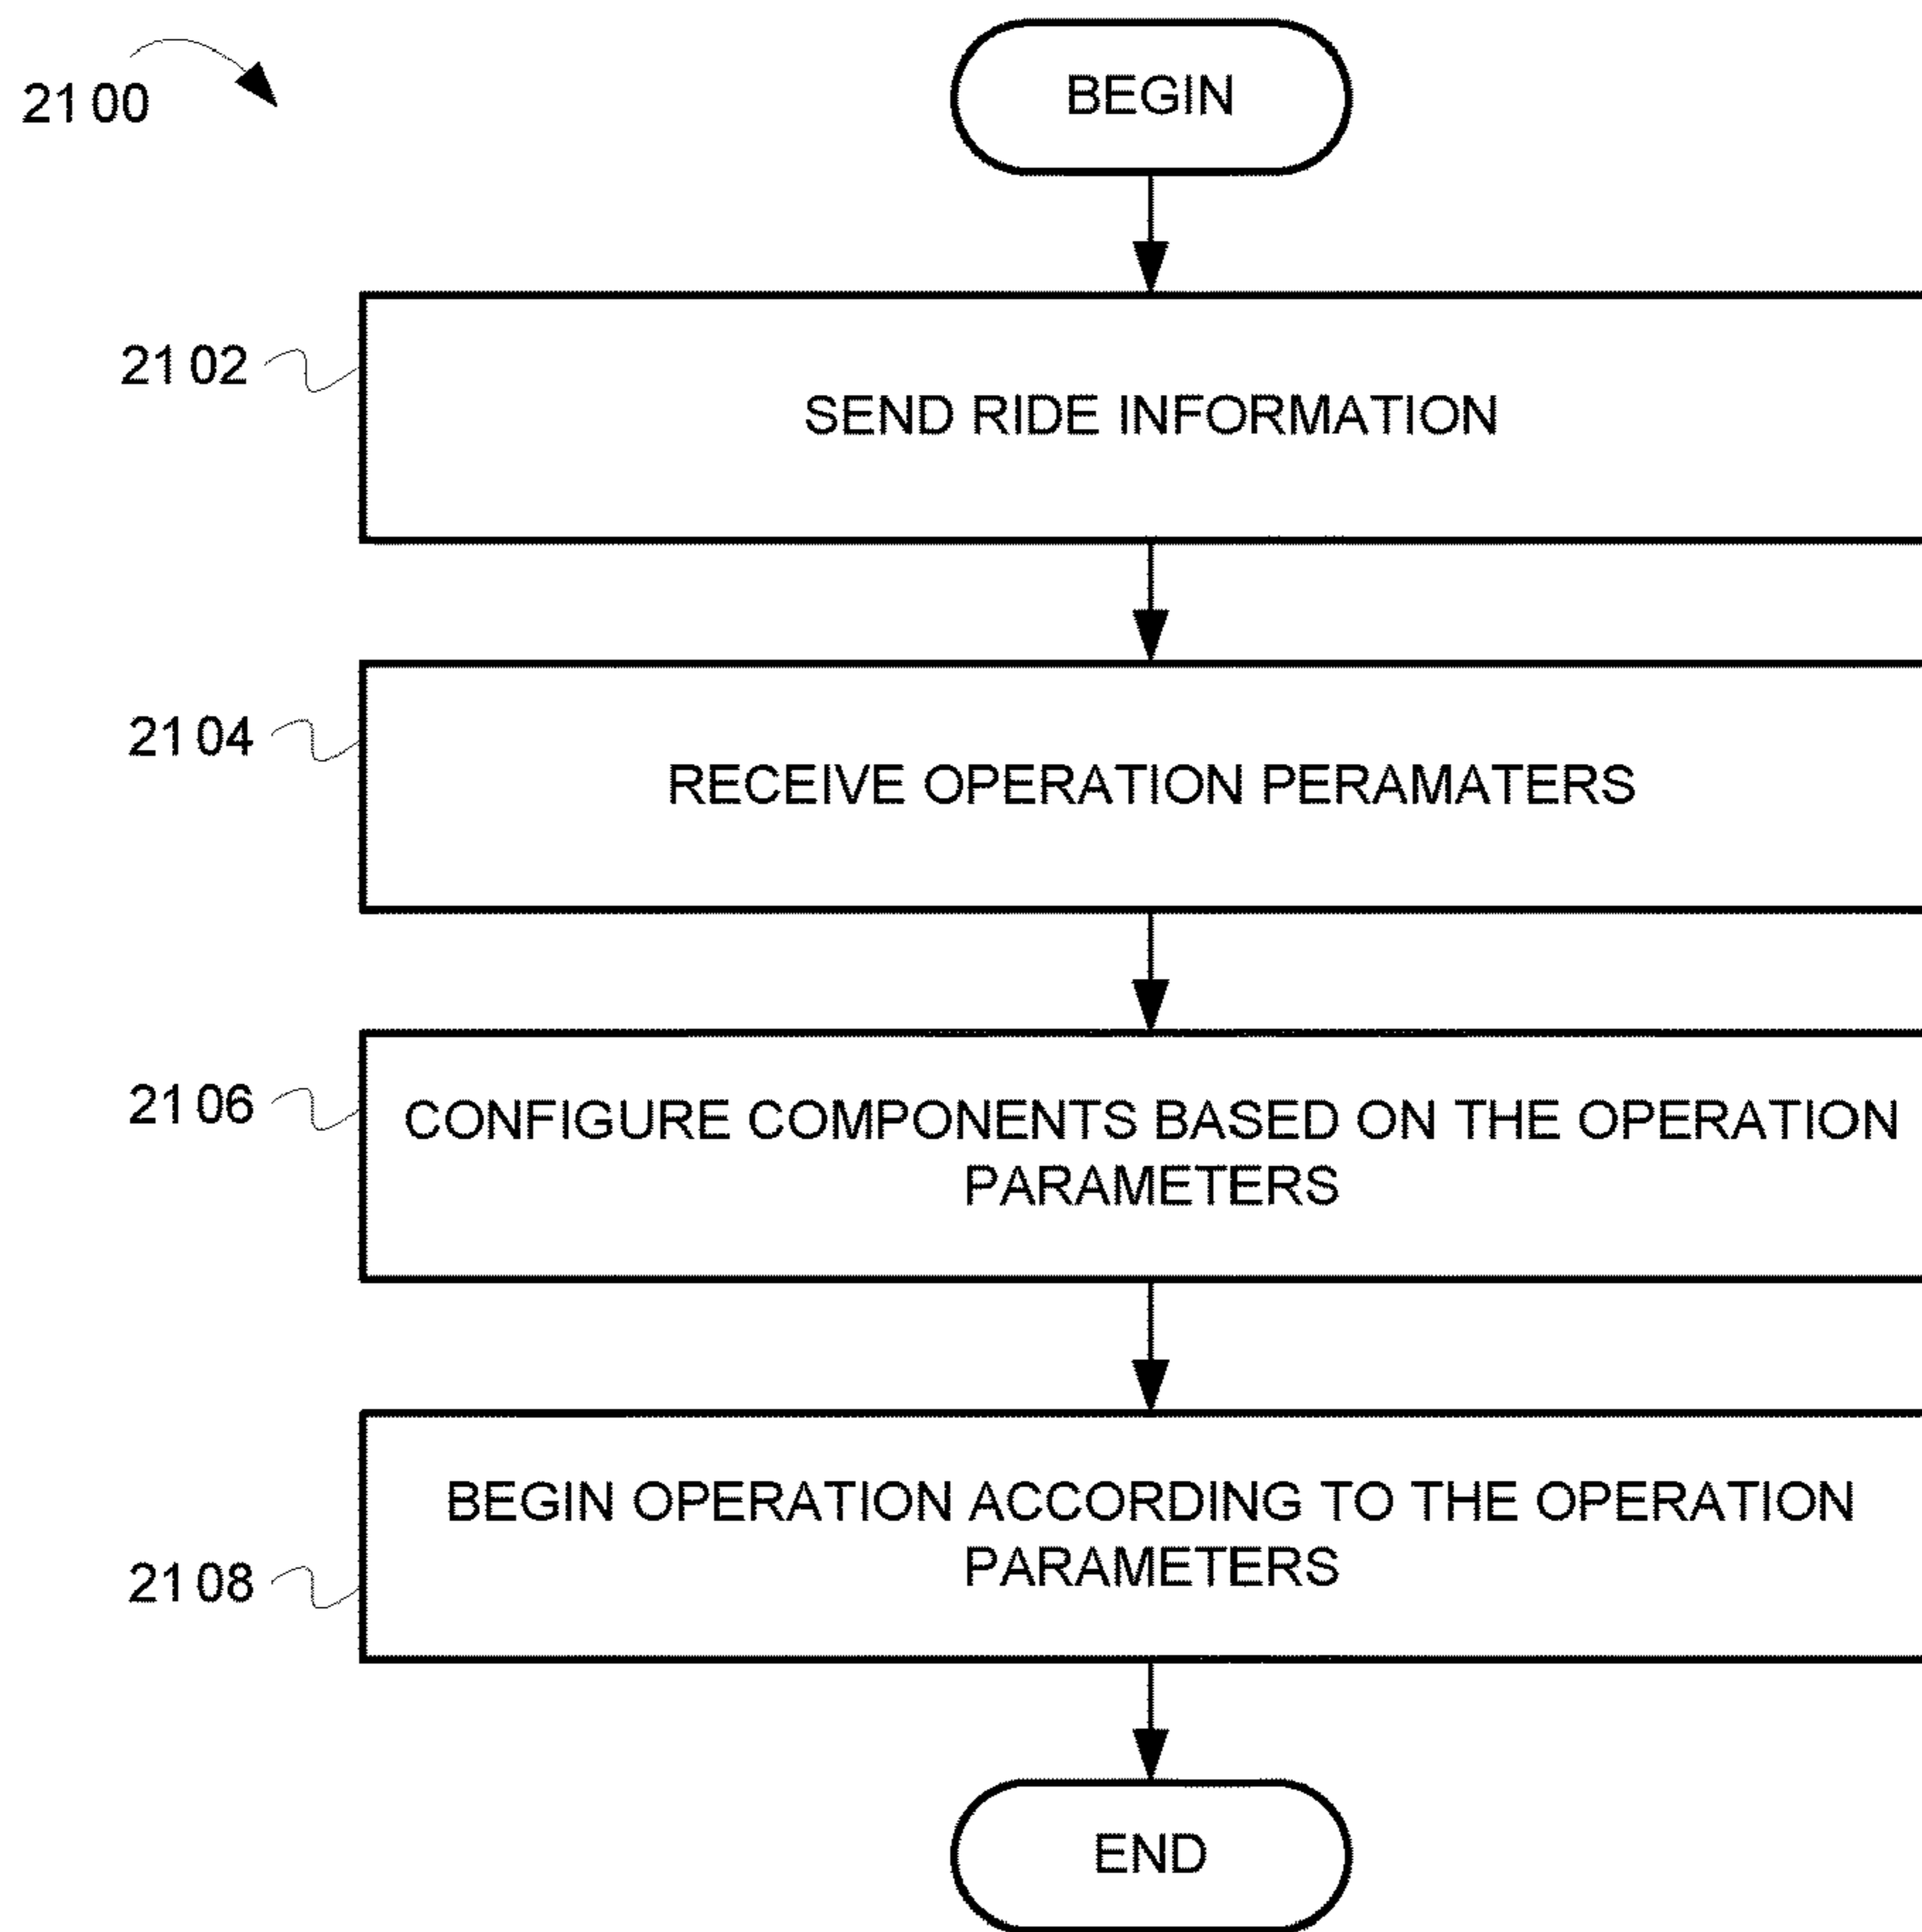 2100
BEGIN
2102
SEND RIDE INFORMATION
2104
RECEIVE OPERATION PERAMATERS
2106
CONFIGURE COMPONENTS BASED ON THE OPERATION
PARAMETERS
BEGIN OPERATION ACCORDING TO THE OPERATION
PARAMETERS
2108
END